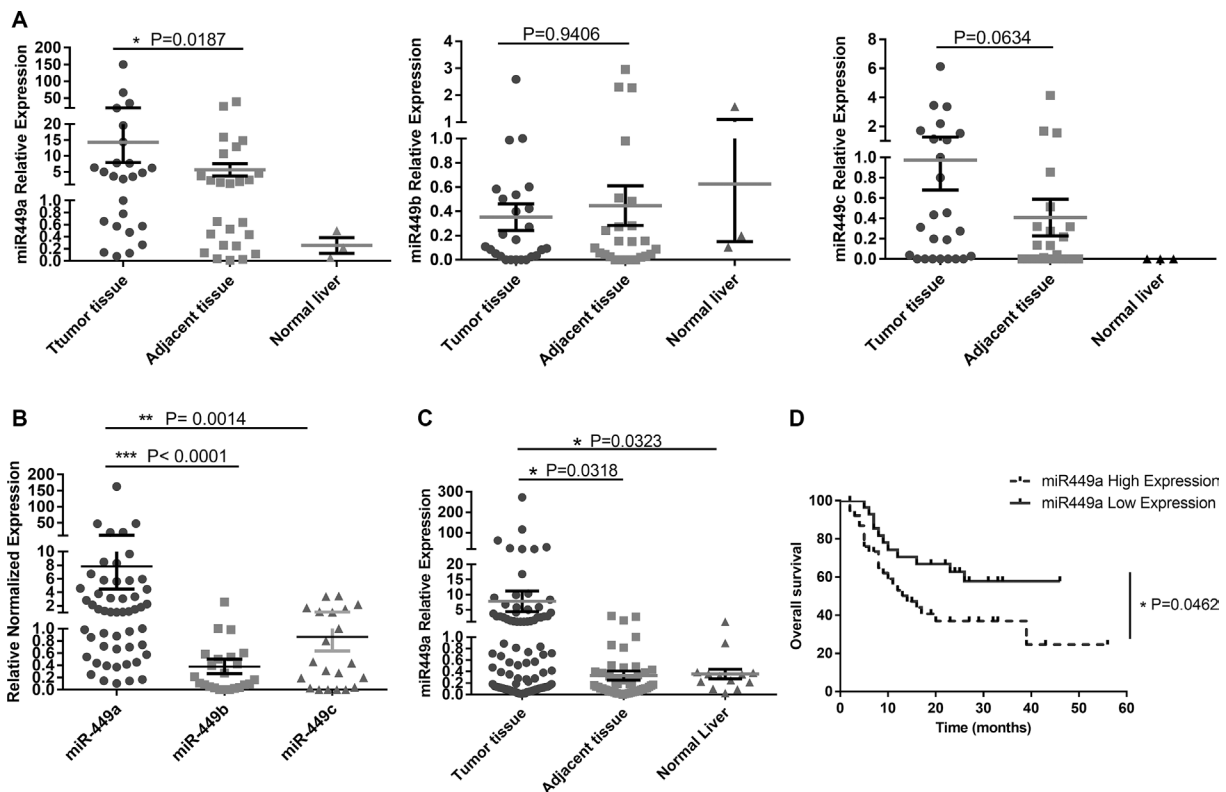 A
* P=0.0187
miR449a Relative Expression
200
150
100
50
20
15
10
5
1.0
0.8
0.6
0.4
0.2
0.0
Ttumor tissue
Adjacent tissue
Normal liver
P=0.9406
miR449b Relative Expression
4
3
2
1
1.0
0.8
0.6
0.4
0.2
0.0
Tumor tissue
Adjacent tissue
Normal liver
P=0.0634
miR449c Relative Expression
8
6
4
2
1.0
0.8
0.6
0.4
0.2
0.0
Tumor tissue
Adjacent tissue
Normal liver
B
** P= 0.0014
*** P< 0.0001
Relative Normalized Expression
200
150
100
50
10
8
6
4
2
1.0
0.8
0.6
0.4
0.2
0.0
miR-449a
miR-449b
miR-449c
C
* P=0.0323
* P=0.0318
miR449a Relative Expression
300
200
100
20
15
10
5
1.0
0.8
0.6
0.4
0.2
0.0
Tumor tissue
Adjacent tissue
Normal Liver
D
miR449a High Expression
miR449a Low Expression
Overall survival
100
80
60
40
20
0
0 10 20 30 40 50 60
Time (months)
* P=0.0462